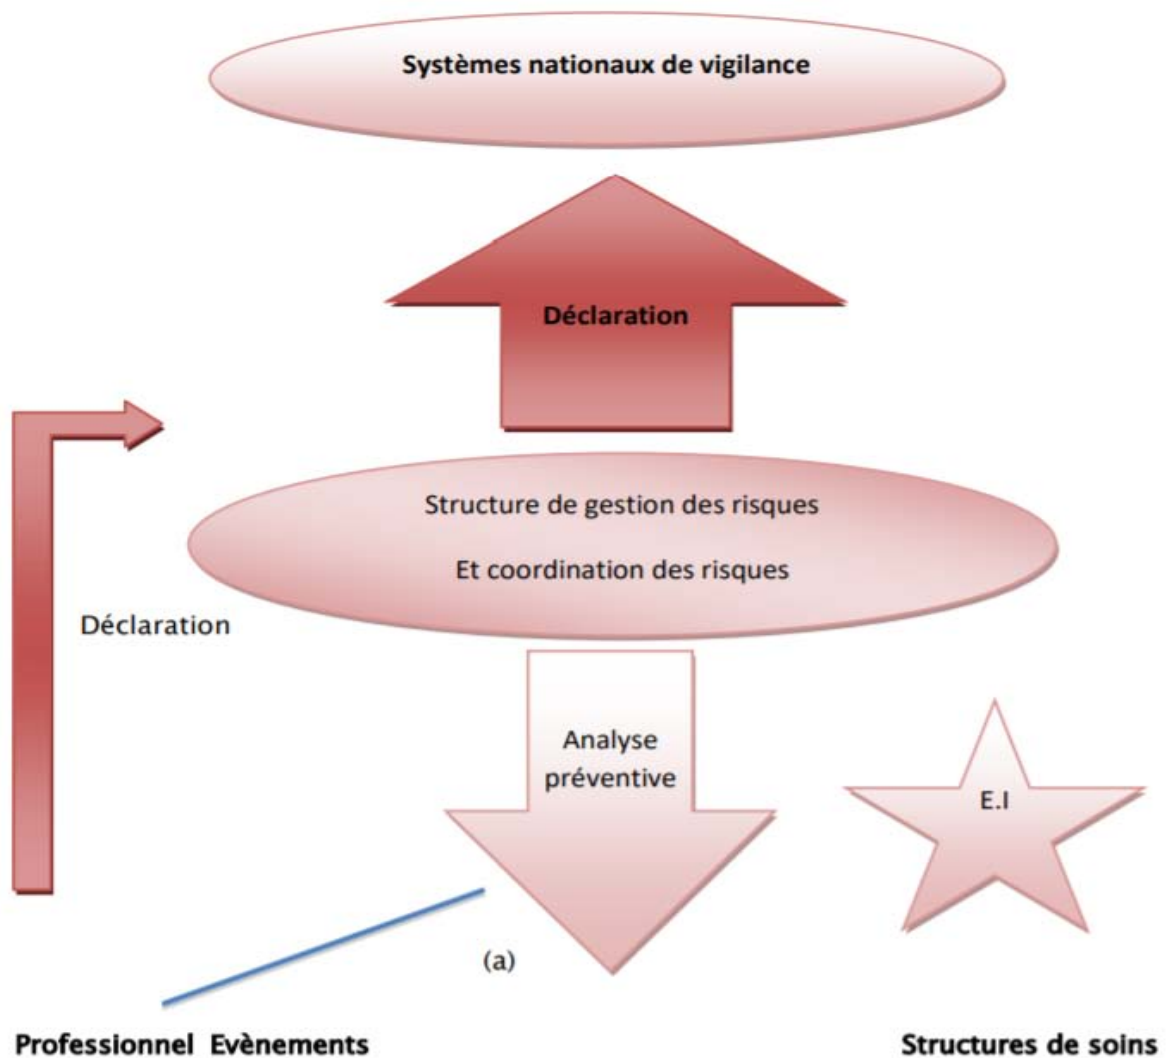 Systèmes nationaux de vigilance
Déclaration
Structure de gestion des risques
Et coordination des risques
Déclaration
Analyse
préventive
E.I
(a)
Professionnel Evènements
Structures de soins